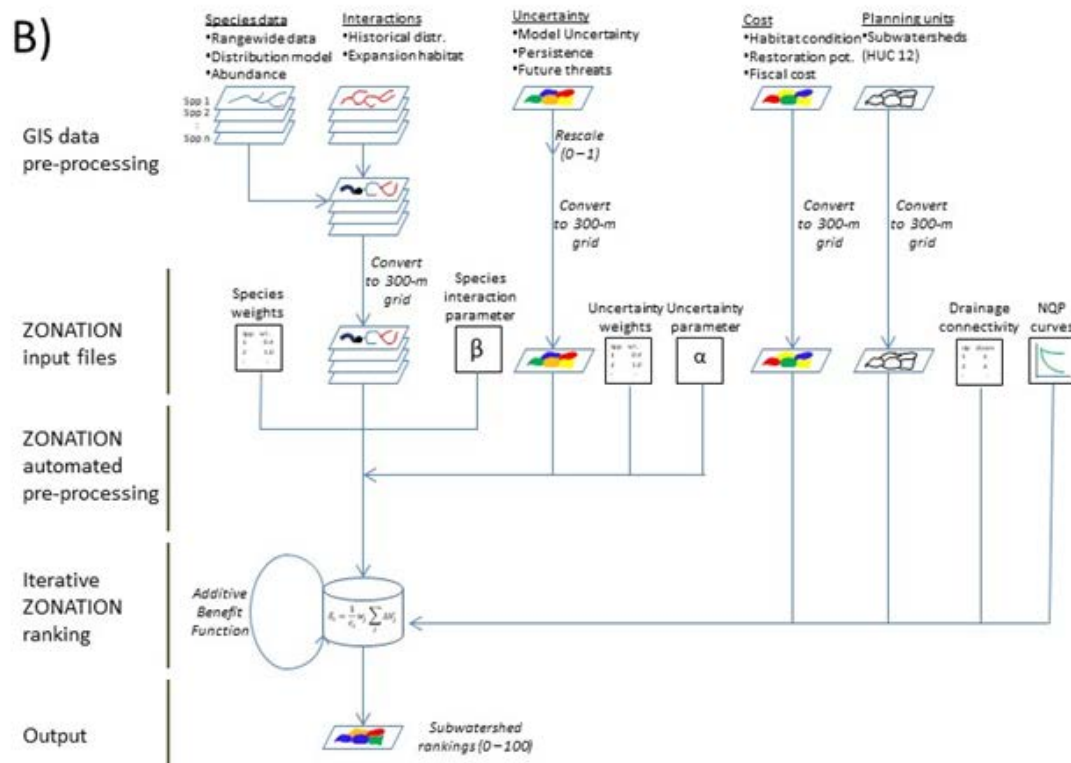 B)
Species data
•Rangewide data
•Distribution model
•Abundance
Interactions
•Historical distr.
•Expansion habitat
Uncertainty
•Model Uncertainty
•Persistence
•Future threats
Cost
•Habitat condition
•Restoration pot.
•Fiscal cost
Planning units
•Subwatersheds
(HUC 12)
Spp 1
Spp 2
:
Spp n
GIS data
pre-processing
Rescale
(0–1)
Convert
to 300-m
grid
Convert
to 300-m
grid
Convert
to 300-m
grid
Convert
to 300-m
grid
ZONATION
input files
Species
weights
Species
interaction
parameter
β
Uncertainty
weights
Uncertainty
parameter
α
Drainage
connectivity
NQP
curves
ZONATION
automated
pre-processing
Iterative
ZONATION
ranking
Additive
Benefit
Function
Output
Subwatershed
rankings (0–100)